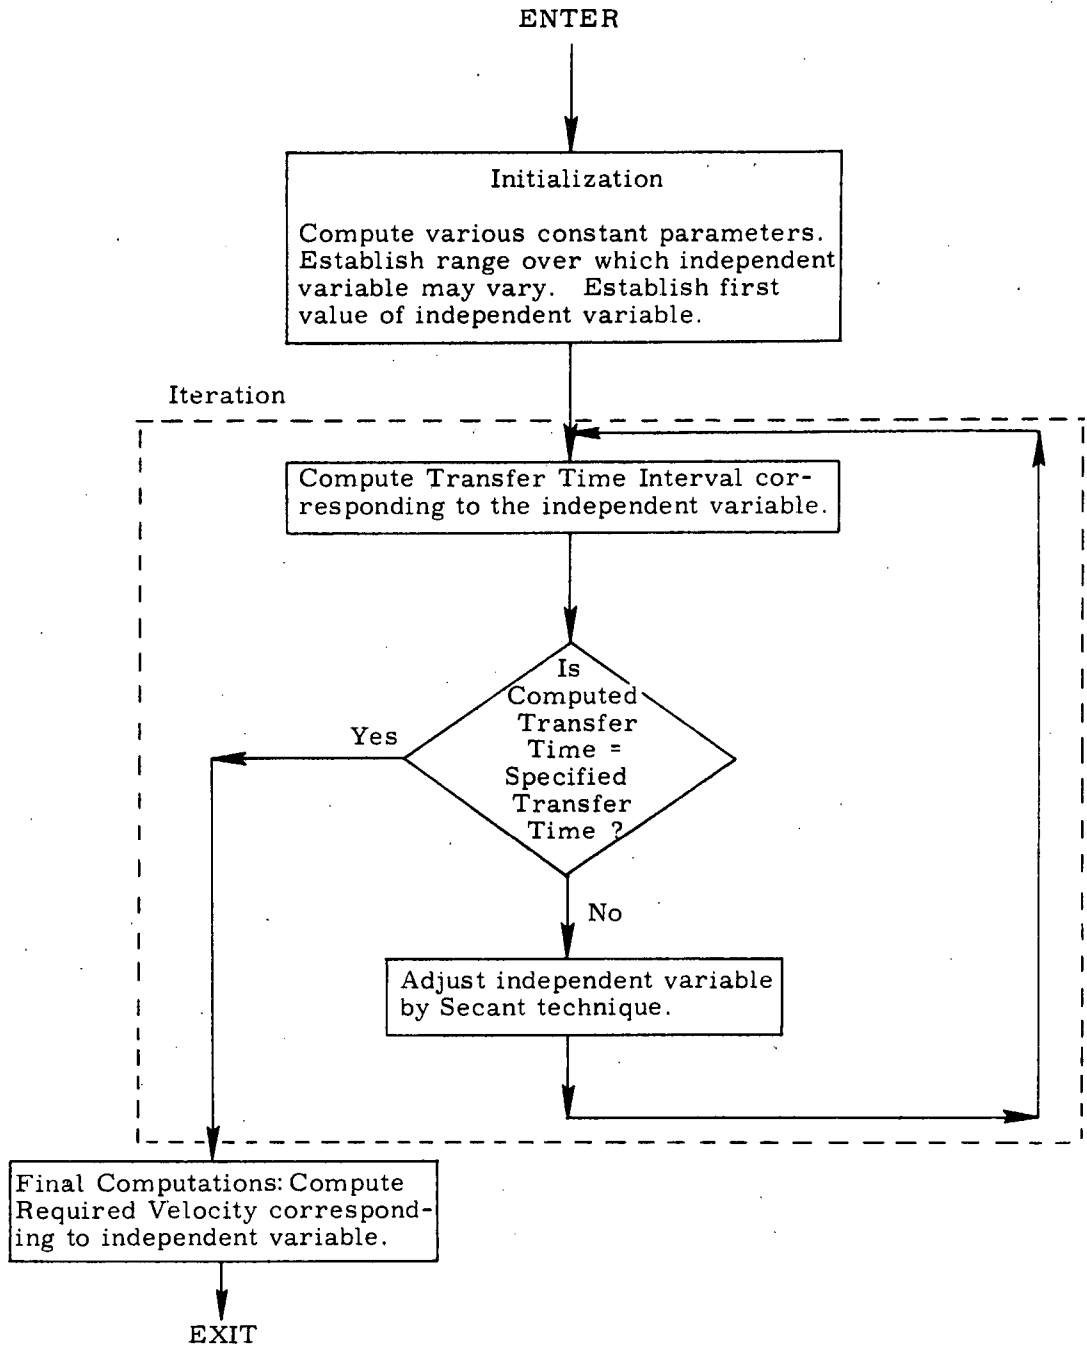 ENTER
Initialization
Compute various constant parameters.
Establish range over which independent
variable may vary. Establish first
value of independent variable.
Iteration
Compute Transfer Time Interval cor-
responding to the independent variable.
Is
Computed
Transfer
Time =
Specified
Transfer
Time ?
Yes
No
Adjust independent variable
by Secant technique.
Final Computations: Compute
Required Velocity correspond-
ing to independent variable.
EXIT